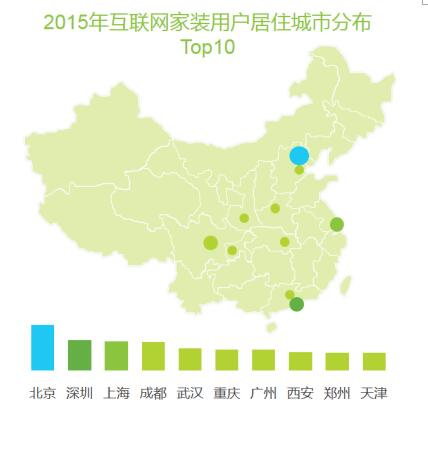 2015年互联网家装用户居住城市分布
Top10
北京 深圳 上海 成都 武汉 重庆 广州 西安 郑州 天津